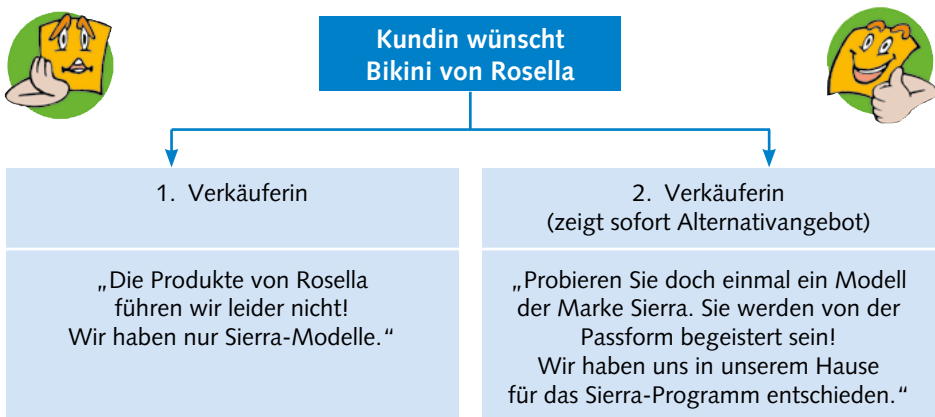 Kundin wünscht
Bikini von Rosella
1. Verkäuferin
2. Verkäuferin
(zeigt sofort Alternativangebot)
„Die Produkte von Rosella
führen wir leider nicht!
Wir haben nur Sierra-Modelle.“
„Probieren Sie doch einmal ein Modell
der Marke Sierra. Sie werden von der
Passform begeistert sein!
Wir haben uns in unserem Hause
für das Sierra-Programm entschieden.“